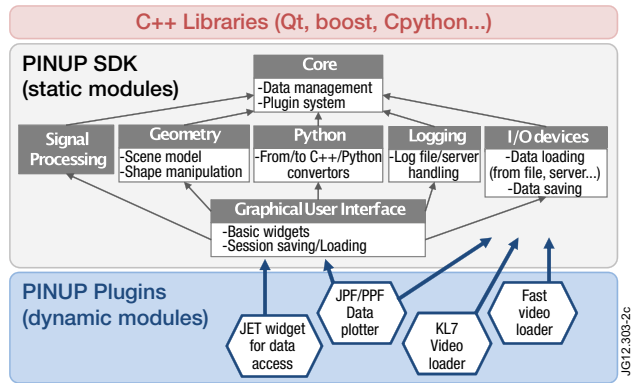 C++ Libraries (Qt, boost, Cpython...)
PINUP SDK
(static modules)
Core
-Data management
-Plugin system
Signal
Processing
Geometry
-Scene model
-Shape manipulation
Python
-From/to C++/Python
convertors
Logging
-Log file/server
handling
I/O devices
-Data loading
(from file, server...)
-Data saving
Graphical User Interface
-Basic widgets
-Session saving/Loading
PINUP Plugins
(dynamic modules)
JET widget
for data
access
JPF/PPF
Data
plotter
KL7
Video
loader
Fast
video
loader
JG12.303-2c